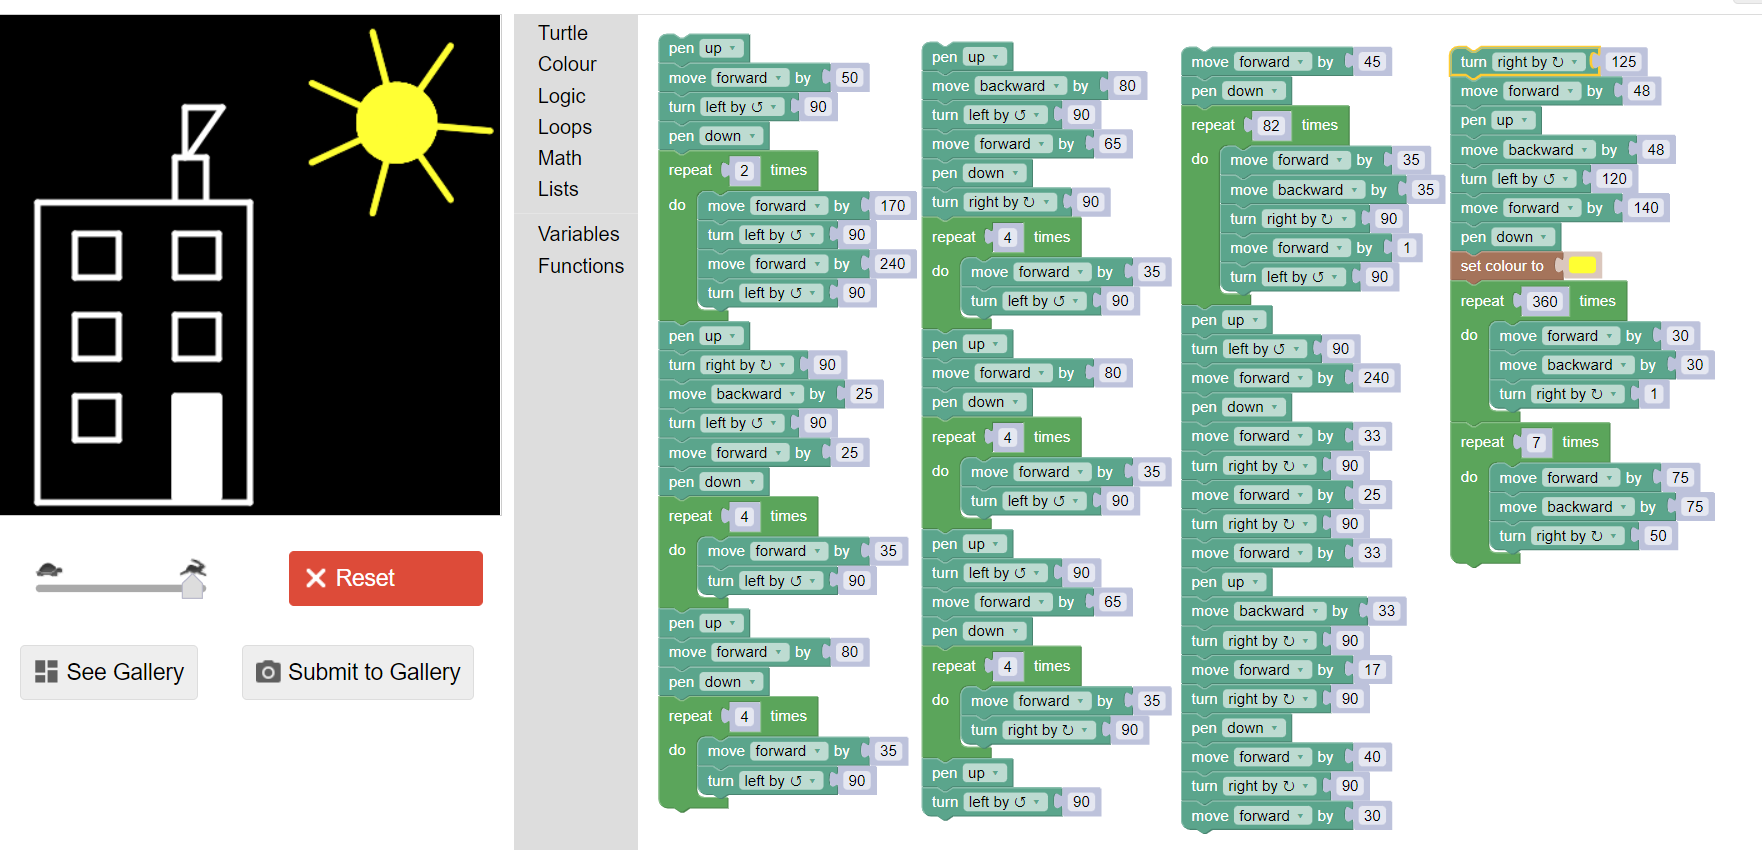 Turtle
Colour
Logic
Loops
Math
Lists
Variables
Functions
Reset
See Gallery
Submit to Gallery
pen up
move forward by 50
turn left by ↺ 90
pen down
repeat 2 times
do move forward by 170
turn left by ↺ 90
move forward by 240
turn left by ↺ 90
pen up
turn right by ↻ 90
move backward by 25
turn left by ↺ 90
move forward by 25
pen down
repeat 4 times
do move forward by 35
turn left by ↺ 90
pen up
move forward by 80
pen down
repeat 4 times
do move forward by 35
turn left by ↺ 90
pen up
move backward by 80
turn left by ↺ 90
move forward by 65
pen down
turn right by ↻ 90
repeat 4 times
do move forward by 35
turn left by ↺ 90
pen up
move forward by 80
pen down
repeat 4 times
do move forward by 35
turn left by ↺ 90
pen up
turn left by ↺ 90
move forward by 65
pen down
repeat 4 times
do move forward by 35
turn right by ↻ 90
pen up
turn left by ↺ 90
move forward by 45
pen down
repeat 82 times
do move forward by 35
move backward by 35
turn right by ↻ 90
move forward by 1
turn left by ↺ 90
pen up
turn left by ↺ 90
move forward by 240
pen down
move forward by 33
turn right by ↻ 90
move forward by 25
turn right by ↻ 90
move forward by 33
pen up
move backward by 33
turn right by ↻ 90
move forward by 17
turn right by ↻ 90
pen down
move forward by 40
turn right by ↻ 90
move forward by 30
turn right by ↻ 125
move forward by 48
pen up
move backward by 48
turn left by ↺ 120
move forward by 140
pen down
set colour to
repeat 360 times
do move forward by 30
move backward by 30
turn right by ↻ 1
repeat 7 times
do move forward by 75
move backward by 75
turn right by ↻ 50